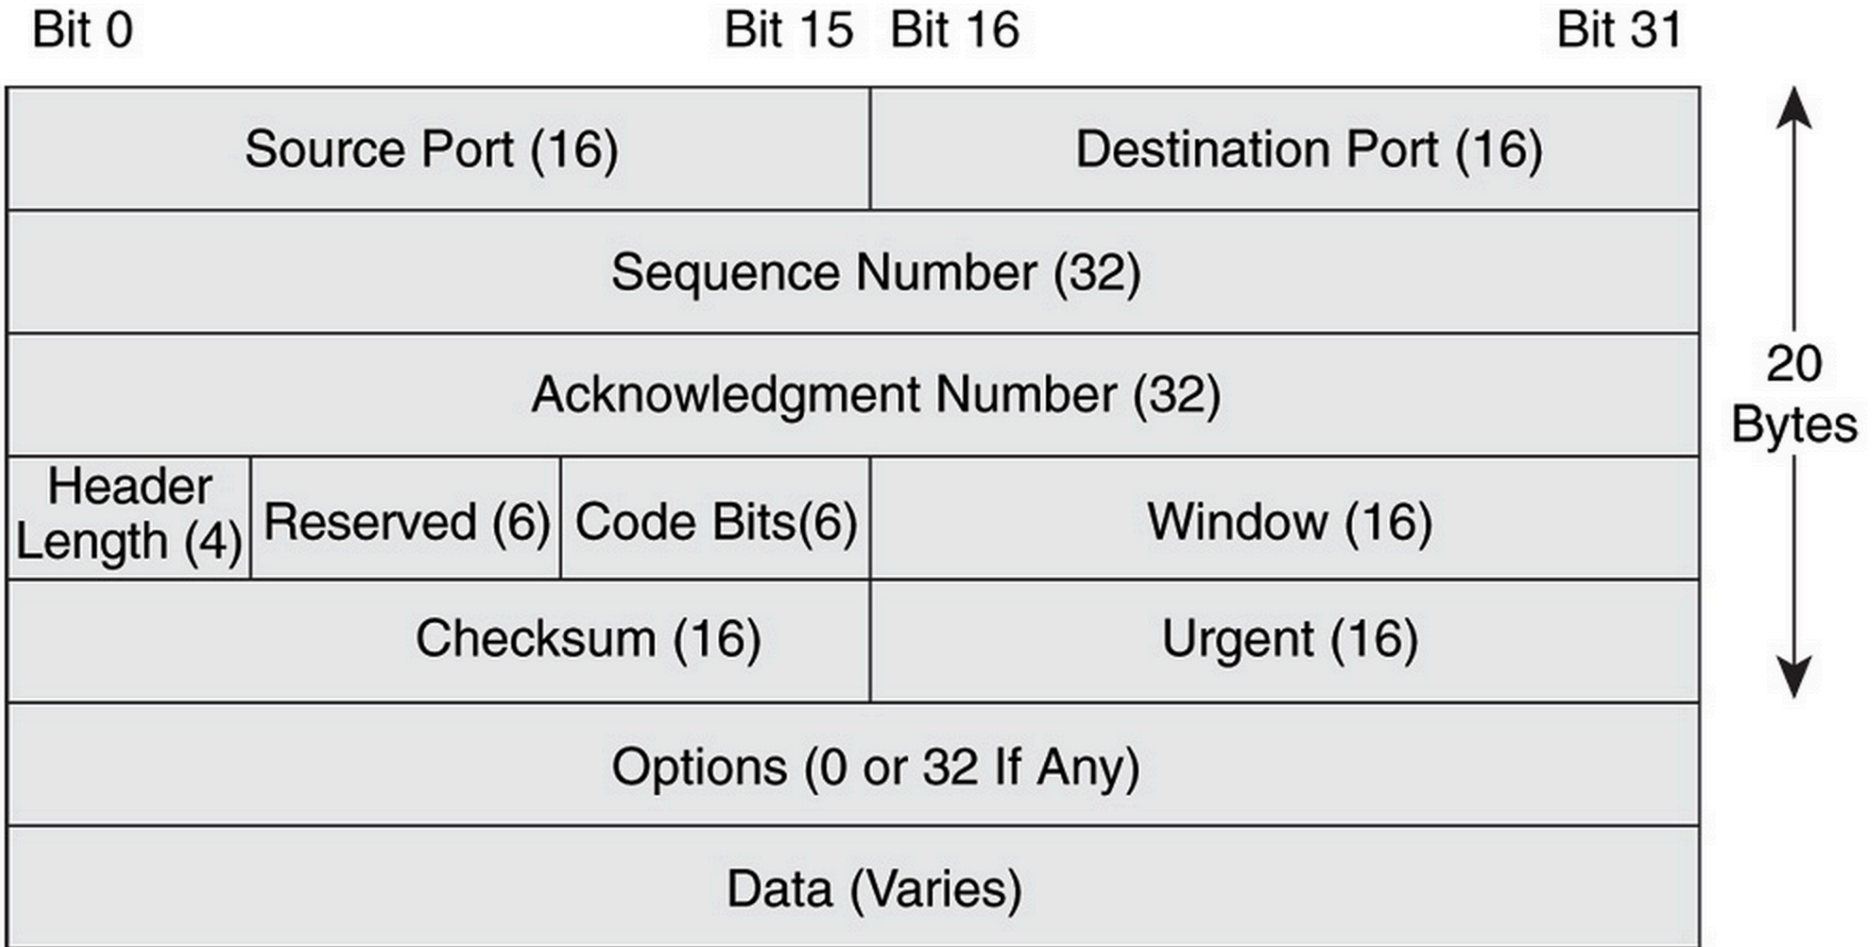 Bit 0
Bit 15
Bit 16
Bit 31
Source Port (16)
Destination Port (16)
Sequence Number (32)
Acknowledgment Number (32)
20
Bytes
Header
Length (4)
Reserved (6)
Code Bits(6)
Window (16)
Checksum (16)
Urgent (16)
Options (0 or 32 If Any)
Data (Varies)